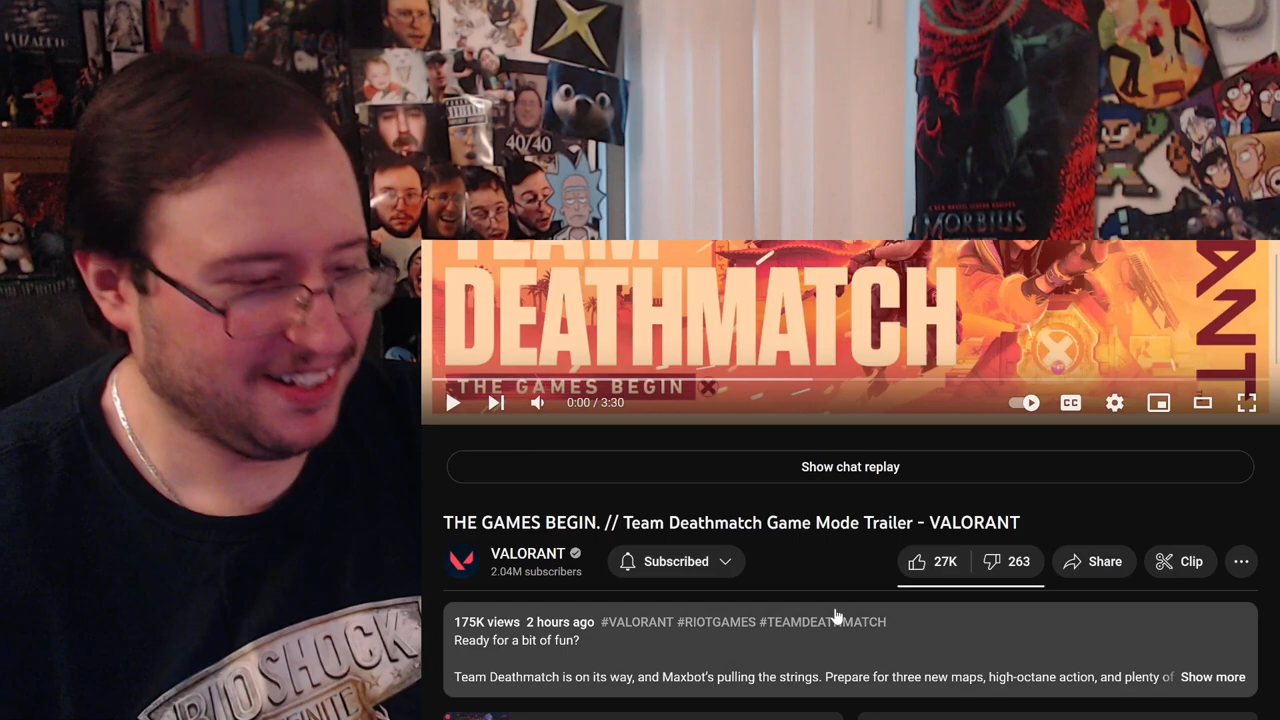 40/40
MORBIUS
TEAM
DEATHMATCH
THE GAMES BEGIN
ANT
0:00 / 3:30
CC
Show chat replay
THE GAMES BEGIN. // Team Deathmatch Game Mode Trailer - VALORANT
VALORANT
2.04M subscribers
Subscribed
27K
263
Share
Clip
175K views 2 hours ago #VALORANT #RIOTGAMES #TEAMDEATHMATCH
Ready for a bit of fun?
Team Deathmatch is on its way, and Maxbot's pulling the strings. Prepare for three new maps, high-octane action, and plenty of Show more
BIOSHOCK